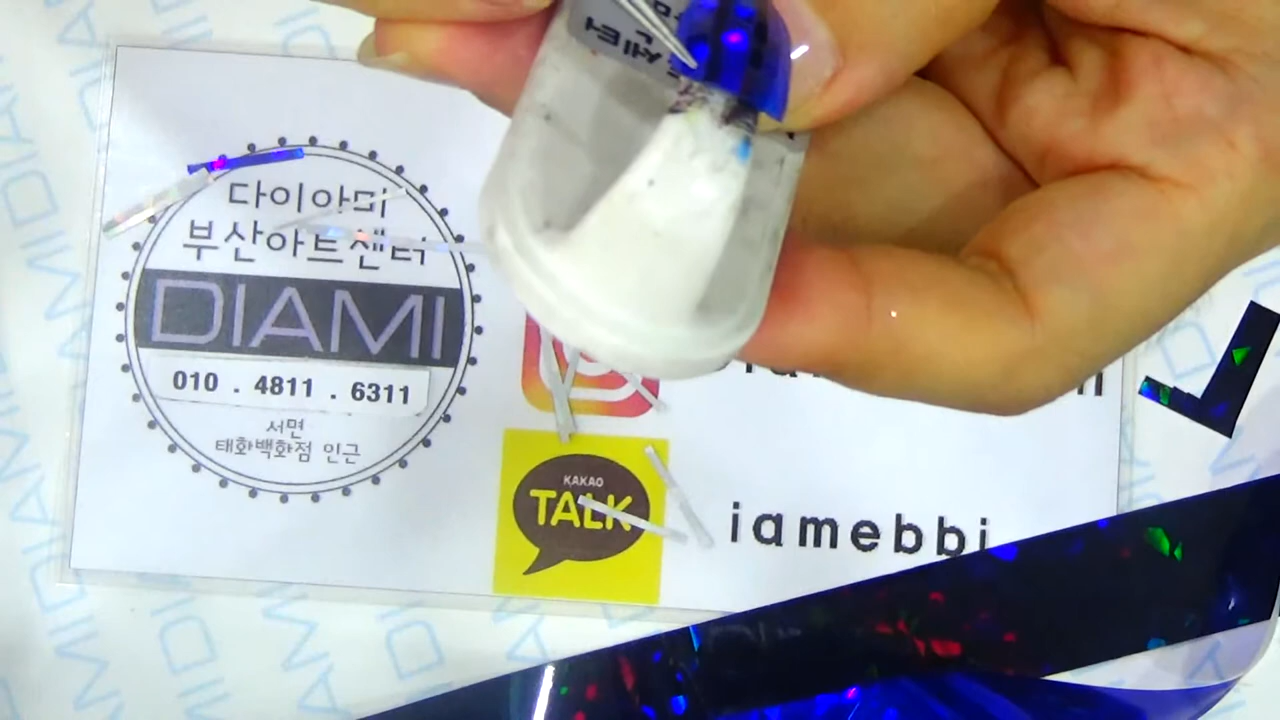 다이아미
부산아트센터
DIAMI
010 . 4811 . 6311
서면
태화백화점 인근
KAKAO
TALK
iamebbi